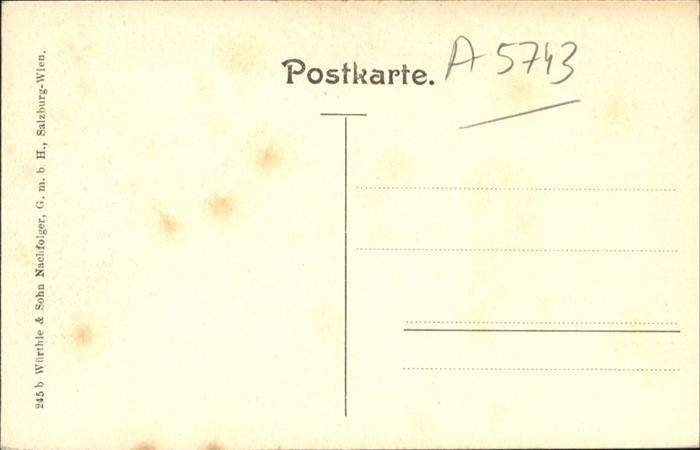 Postkarte.
A 5743
245 b Würthle & Sohn Nachfolger, G. m. b H., Salzburg-Wien.